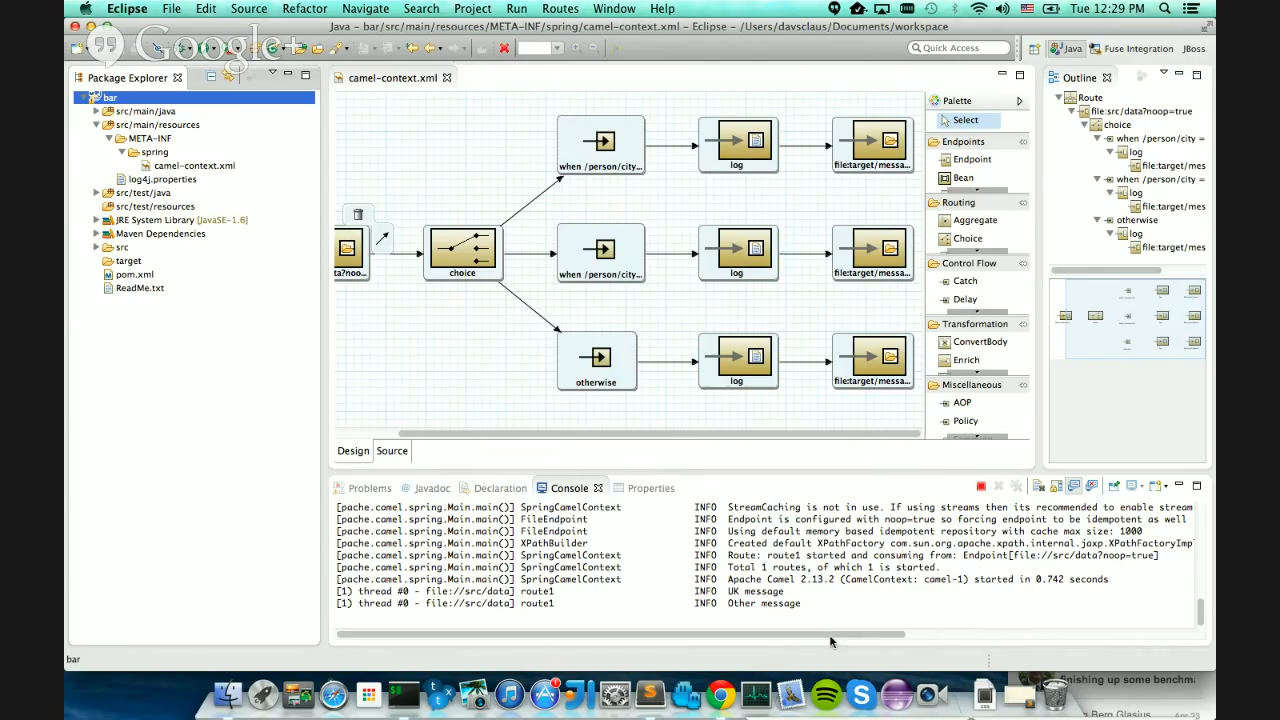 Eclipse File Edit Source Refactor Navigate Search Project Run Routes Window Help Tue 12:29 PM
Java - bar/src/main/resources/META-INF/spring/camel-context.xml - Eclipse - /Users/davsclaus/Documents/workspace
Google+
Quick Access
Java
Fuse Integration
JBoss
Package Explorer
bar
src/main/java
src/main/resources
META-INF
spring
camel-context.xml
log4j.properties
src/test/java
src/test/resources
JRE System Library [JavaSE-1.6]
Maven Dependencies
src
target
pom.xml
ReadMe.txt
camel-context.xml
when /person/city...
log
file:target/messa...
ta?noo...
choice
when /person/city...
log
file:target/messa...
otherwise
log
file:target/messa...
Design
Source
Palette
Select
Endpoints
Endpoint
Bean
Routing
Aggregate
Choice
Control Flow
Catch
Delay
Transformation
ConvertBody
Enrich
Miscellaneous
AOP
Policy
Outline
Route
file:src/data?noop=true
choice
when /person/city =
log
file:target/mes
when /person/city =
log
file:target/mes
otherwise
log
file:target/mes
Problems
@ Javadoc
Declaration
Console
Properties
[pache.camel.spring.Main.main()] SpringCamelContext INFO StreamCaching is not in use. If using streams then its recommended to enable stream
[pache.camel.spring.Main.main()] FileEndpoint INFO Endpoint is configured with noop=true so forcing endpoint to be idempotent as well
[pache.camel.spring.Main.main()] FileEndpoint INFO Using default memory based idempotent repository with cache max size: 1000
[pache.camel.spring.Main.main()] XPathBuilder INFO Created default XPathFactory com.sun.org.apache.xpath.internal.jaxp.XPathFactoryImpl
[pache.camel.spring.Main.main()] SpringCamelContext INFO Route: route1 started and consuming from: Endpoint[file://src/data?noop=true]
[pache.camel.spring.Main.main()] SpringCamelContext INFO Total 1 routes, of which 1 is started.
[pache.camel.spring.Main.main()] SpringCamelContext INFO Apache Camel 2.13.2 (CamelContext: camel-1) started in 0.742 seconds
[1) thread #0 - file://src/data] route1 INFO UK message
[1) thread #0 - file://src/data] route1 INFO Other message
bar
finishing up some benchm
Berg Glasius